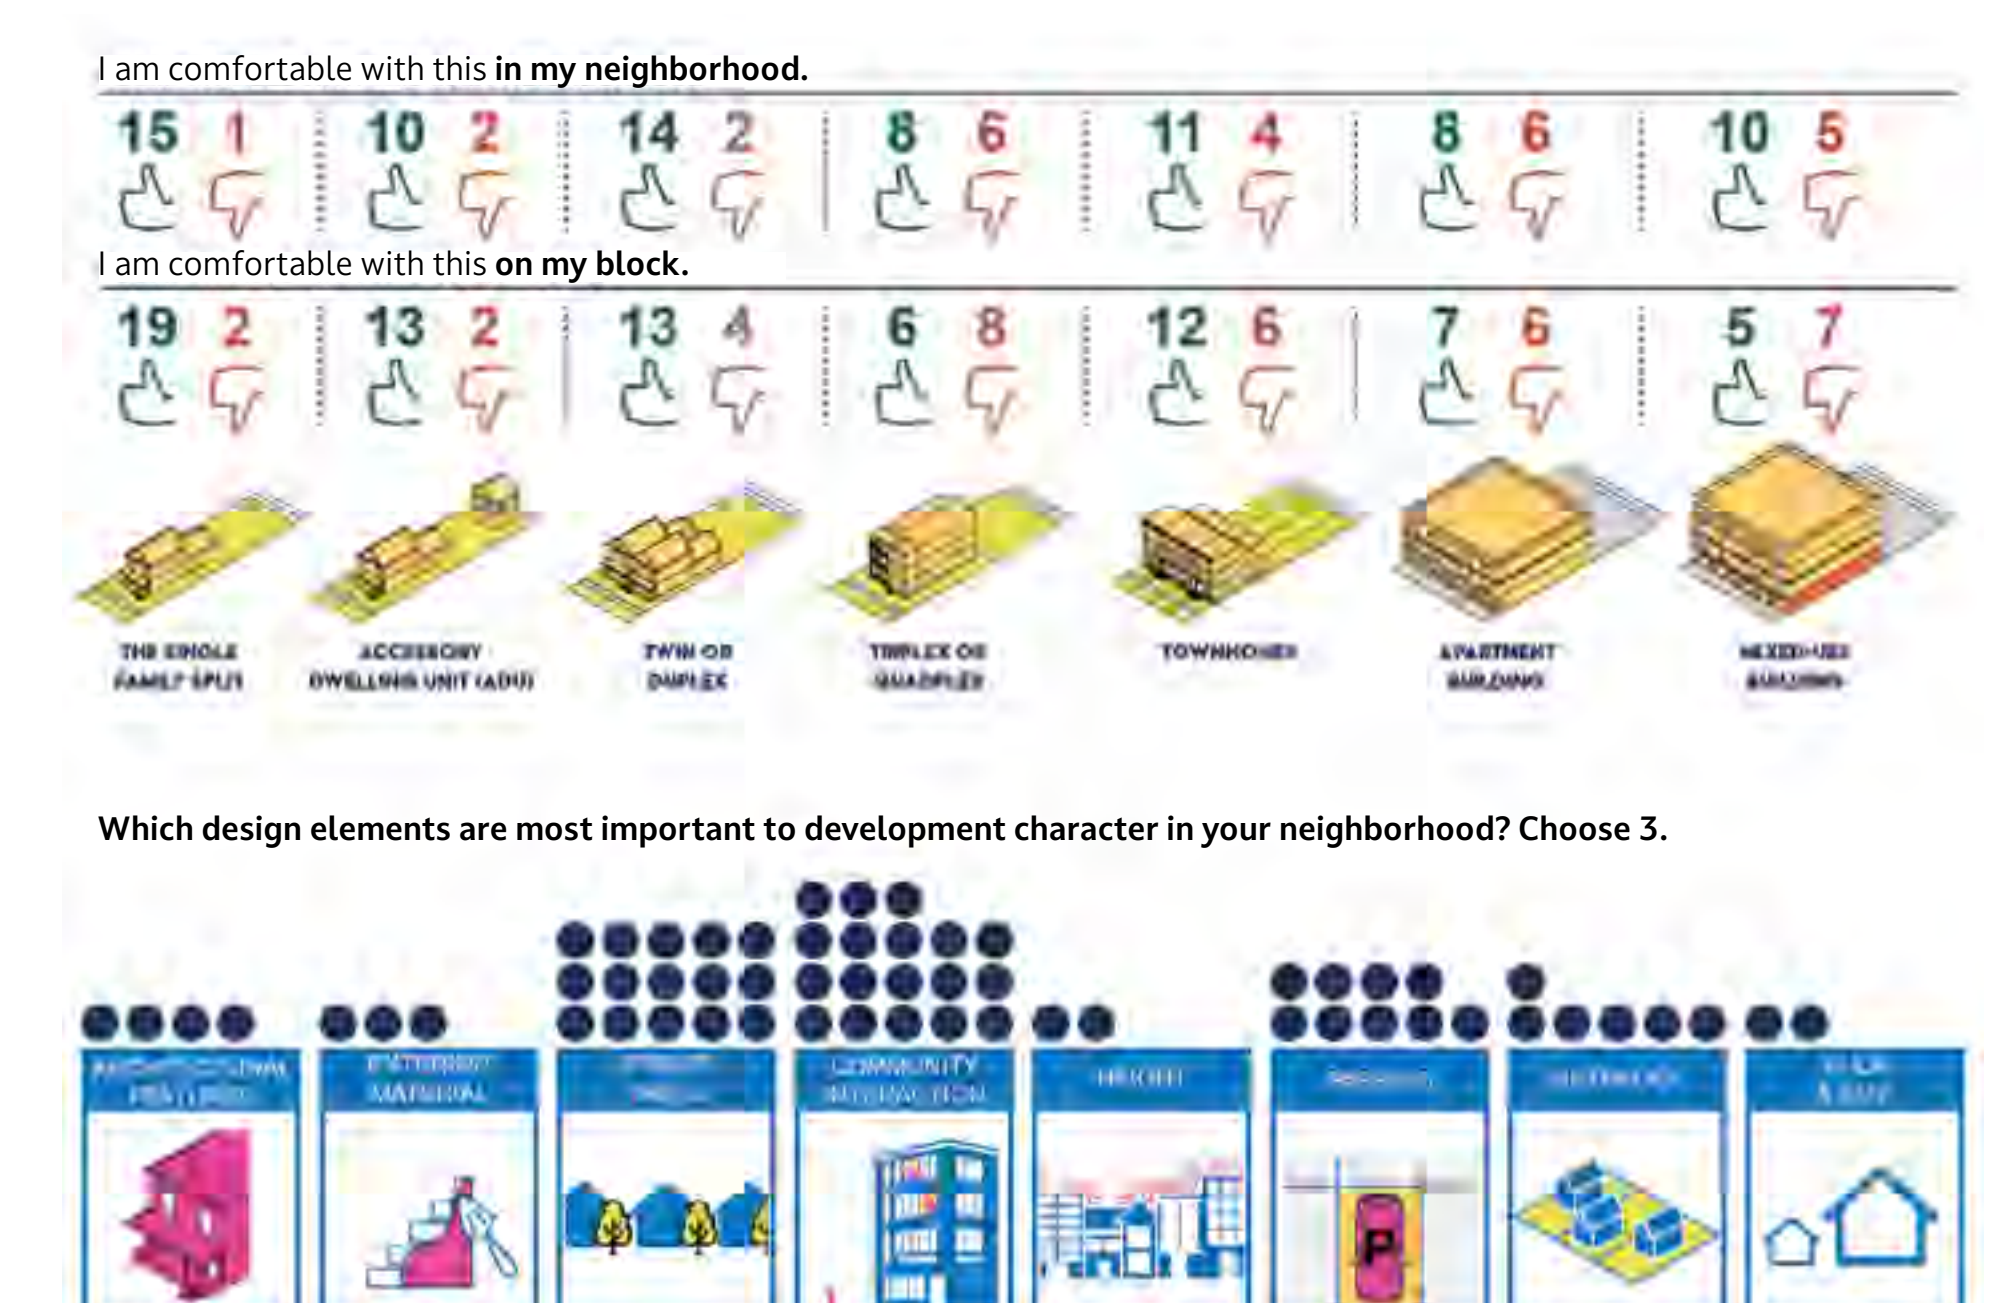 I am comfortable with this in my neighborhood.
15 1 10 2 14 2 8 6 11 4 8 6 10 5
I am comfortable with this on my block.
19 2 13 2 13 4 6 8 12 6 7 6 5 7
THE SINGLE ACCESSORY TWIN OR TRIPLEX OR TOWNHOMES APARTMENT MIXED-USE
FAMILY SPLIT DWELLING UNIT (ADU) DUPLEX QUADPLEX BUILDING BUILDING
Which design elements are most important to development character in your neighborhood? Choose 3.
EXTERIOR COMMUNITY
MATERIAL INTERACTION HEIGHT
P